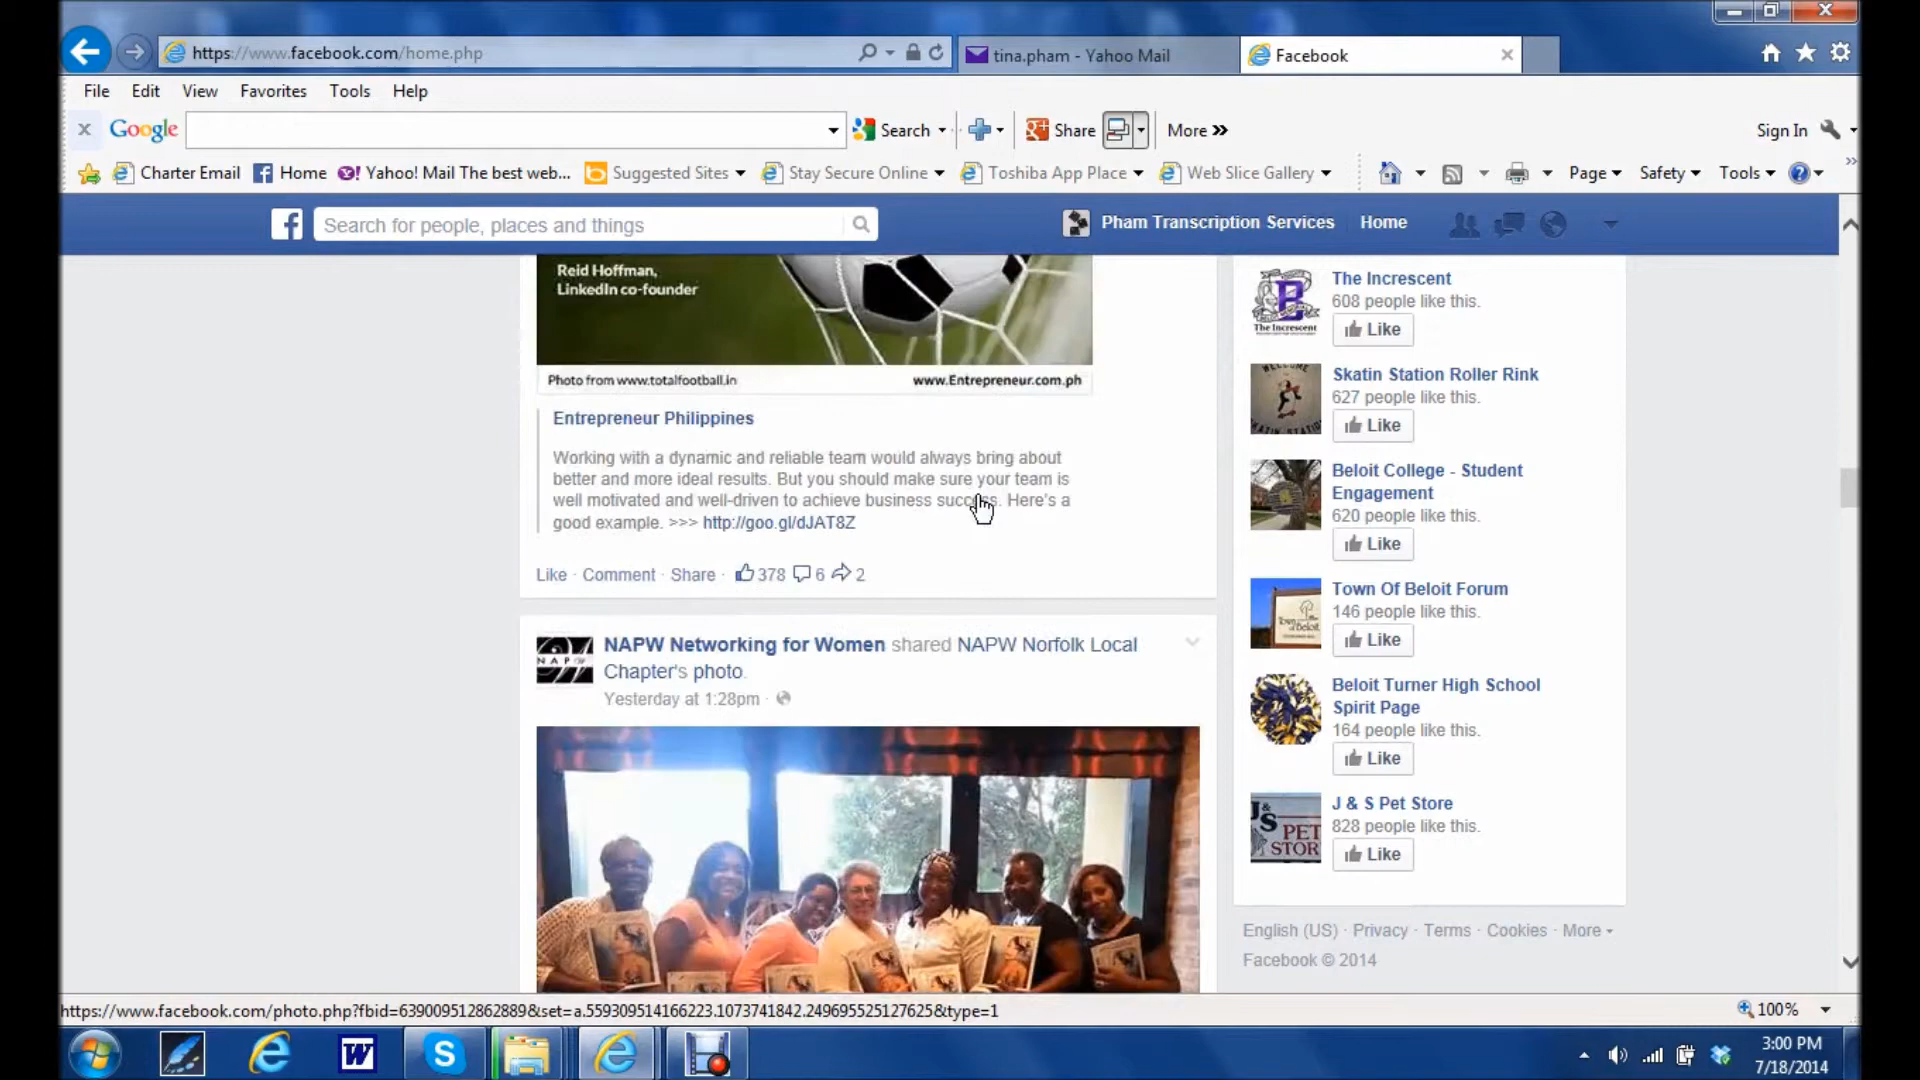 https://www.facebook.com/home.php
tina.pham - Yahoo Mail
Facebook
File Edit View Favorites Tools Help
Google
Search
Share
More »
Sign In
Charter Email
Home
Yahoo! Mail The best web...
Suggested Sites
Stay Secure Online
Toshiba App Place
Web Slice Gallery
Page
Safety
Tools
Search for people, places and things
Pham Transcription Services
Home
Reid Hoffman,
LinkedIn co-founder
Photo from www.totalfootball.in
www.Entrepreneur.com.ph
Entrepreneur Philippines
Working with a dynamic and reliable team would always bring about
better and more ideal results. But you should make sure your team is
well motivated and well-driven to achieve business success. Here's a
good example. >>> http://goo.gl/dJAT8Z
Like · Comment · Share · 378 6 2
NAPW Networking for Women shared NAPW Norfolk Local
Chapter's photo.
Yesterday at 1:28pm ·
The Increscent
608 people like this.
Like
The Increscent
Skatin Station Roller Rink
627 people like this.
Like
Beloit College - Student
Engagement
620 people like this.
Like
Town Of Beloit Forum
146 people like this.
Like
Beloit Turner High School
Spirit Page
164 people like this.
Like
J & S Pet Store
828 people like this.
Like
J&
S PET
STOR
English (US) · Privacy · Terms · Cookies · More
Facebook © 2014
https://www.facebook.com/photo.php?fbid=639009512862889&set=a.559309514166223.1073741842.249695525127625&type=1
100%
3:00 PM
7/18/2014